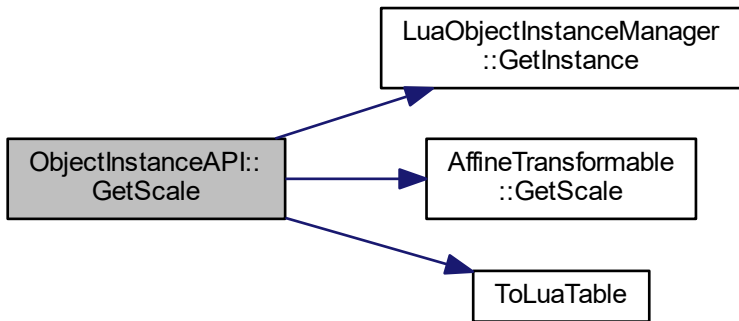 ObjectInstanceAPI::
GetScale
LuaObjectInstanceManager
::GetInstance
AffineTransformable
::GetScale
ToLuaTable